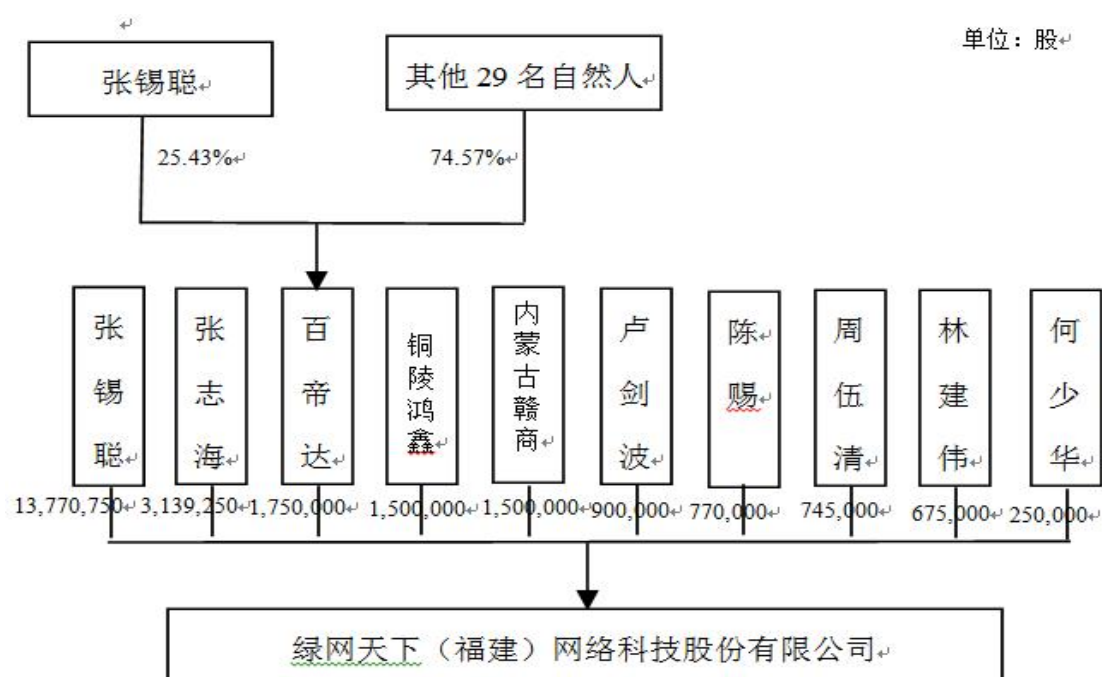 单位：股
张锡聪
其他 29 名自然人
25.43%
74.57%
张锡聪
张志海
百帝达
铜陵鸿鑫
内蒙古赣商
卢剑波
陈赐
周伍清
林建伟
何少华
13,770,750
3,139,250
1,750,000
1,500,000
1,500,000
900,000
770,000
745,000
675,000
250,000
绿网天下（福建）网络科技股份有限公司